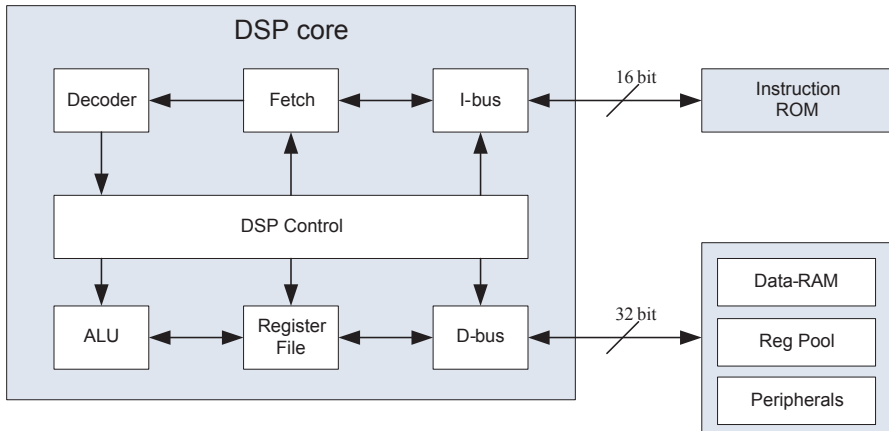 DSP core
Decoder
Fetch
I-bus
16 bit
Instruction
ROM
DSP Control
ALU
Register
File
D-bus
32 bit
Data-RAM
Reg Pool
Peripherals